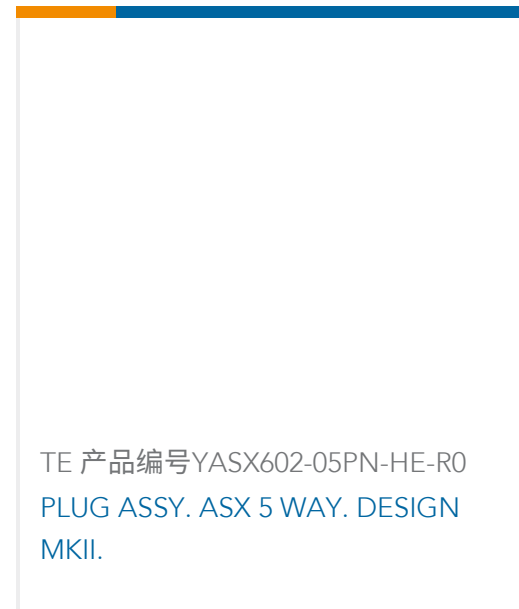 TE 产品编号YASX602-05PN-HE-R0
PLUG ASSY. ASX 5 WAY. DESIGN
MKII.